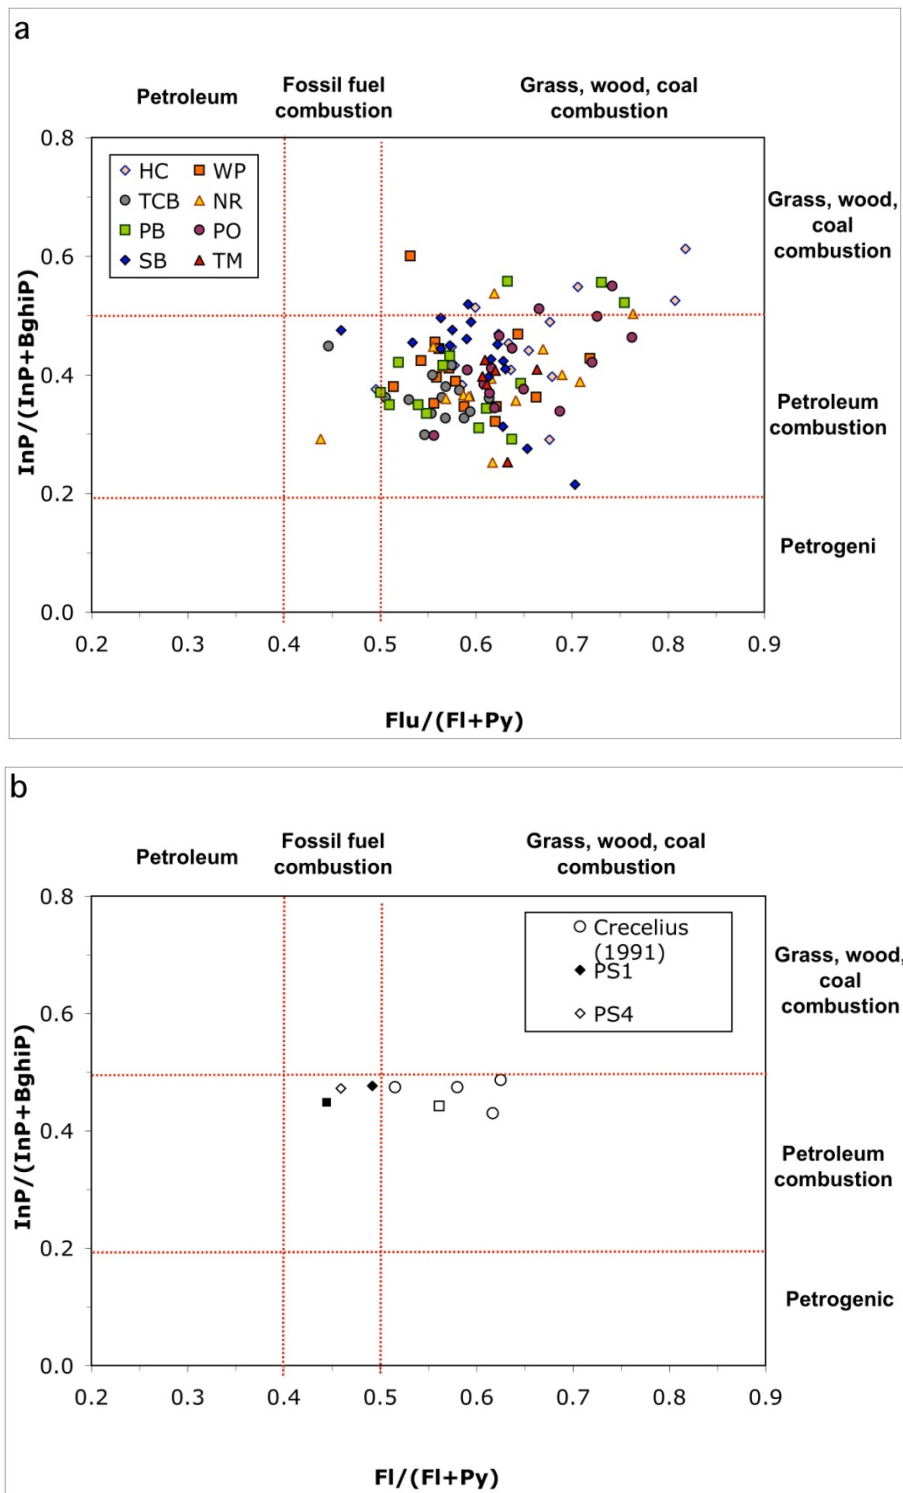 a
Petroleum
Fossil fuel
combustion
Grass, wood, coal
combustion
0.8
0.6
0.4
0.2
0.0
InP/(InP+BghiP)
HC
WP
TCB
NR
PB
PO
SB
TM
Grass, wood,
coal
combustion
Petroleum
combustion
Petrogeni
0.2 0.3 0.4 0.5 0.6 0.7 0.8 0.9
Flu/(Fl+Py)
b
Petroleum
Fossil fuel
combustion
Grass, wood, coal
combustion
0.8
0.6
0.4
0.2
0.0
InP/(InP+BghiP)
Crecelius
(1991)
PS1
PS4
Grass, wood,
coal
combustion
Petroleum
combustion
Petrogenic
0.2 0.3 0.4 0.5 0.6 0.7 0.8 0.9
Fl/(Fl+Py)